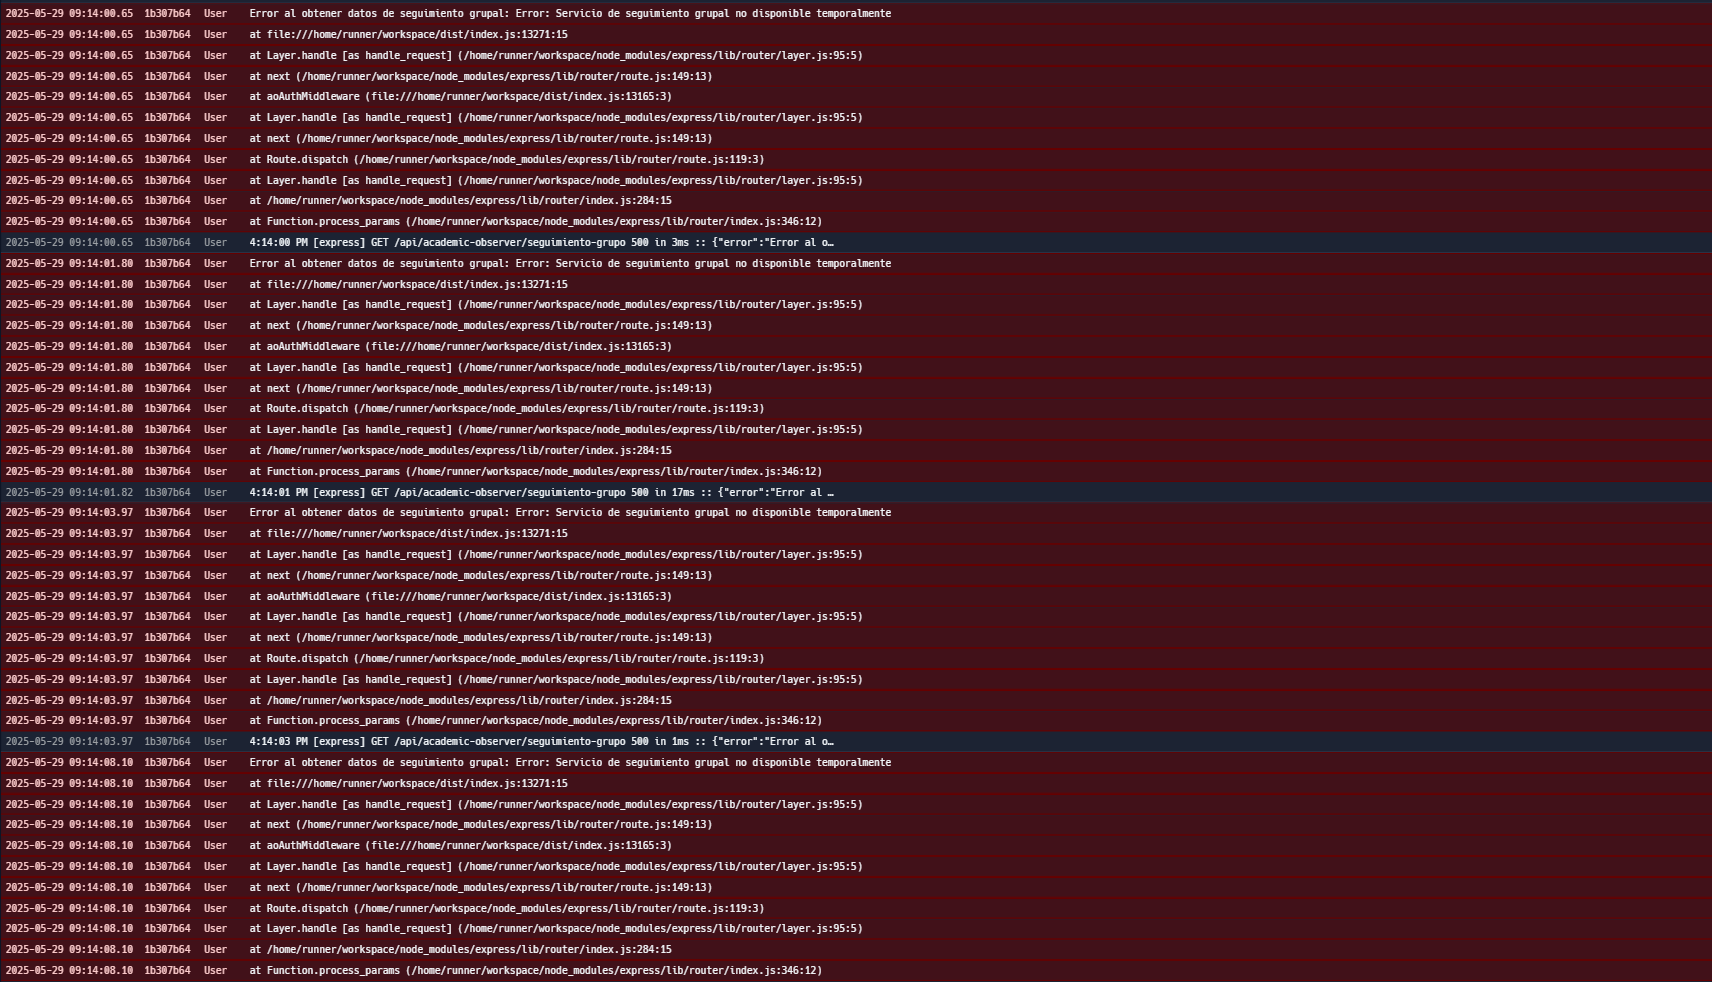 2025-05-29 09:14:00.65 1b307b64 User Error al obtener datos de seguimiento grupal: Error: Servicio de seguimiento grupal no disponible temporalmente
2025-05-29 09:14:00.65 1b307b64 User at file:///home/runner/workspace/dist/index.js:13271:15
2025-05-29 09:14:00.65 1b307b64 User at Layer.handle [as handle_request] (/home/runner/workspace/node_modules/express/lib/router/layer.js:95:5)
2025-05-29 09:14:00.65 1b307b64 User at next (/home/runner/workspace/node_modules/express/lib/router/route.js:149:13)
2025-05-29 09:14:00.65 1b307b64 User at aoAuthMiddleware (file:///home/runner/workspace/dist/index.js:13165:3)
2025-05-29 09:14:00.65 1b307b64 User at Layer.handle [as handle_request] (/home/runner/workspace/node_modules/express/lib/router/layer.js:95:5)
2025-05-29 09:14:00.65 1b307b64 User at next (/home/runner/workspace/node_modules/express/lib/router/route.js:149:13)
2025-05-29 09:14:00.65 1b307b64 User at Route.dispatch (/home/runner/workspace/node_modules/express/lib/router/route.js:119:3)
2025-05-29 09:14:00.65 1b307b64 User at Layer.handle [as handle_request] (/home/runner/workspace/node_modules/express/lib/router/layer.js:95:5)
2025-05-29 09:14:00.65 1b307b64 User at /home/runner/workspace/node_modules/express/lib/router/index.js:284:15
2025-05-29 09:14:00.65 1b307b64 User at Function.process_params (/home/runner/workspace/node_modules/express/lib/router/index.js:346:12)
2025-05-29 09:14:00.65 1b307b64 User 4:14:00 PM [express] GET /api/academic-observer/seguimiento-grupo 500 in 3ms :: {"error":"Error al o…
2025-05-29 09:14:01.80 1b307b64 User Error al obtener datos de seguimiento grupal: Error: Servicio de seguimiento grupal no disponible temporalmente
2025-05-29 09:14:01.80 1b307b64 User at file:///home/runner/workspace/dist/index.js:13271:15
2025-05-29 09:14:01.80 1b307b64 User at Layer.handle [as handle_request] (/home/runner/workspace/node_modules/express/lib/router/layer.js:95:5)
2025-05-29 09:14:01.80 1b307b64 User at next (/home/runner/workspace/node_modules/express/lib/router/route.js:149:13)
2025-05-29 09:14:01.80 1b307b64 User at aoAuthMiddleware (file:///home/runner/workspace/dist/index.js:13165:3)
2025-05-29 09:14:01.80 1b307b64 User at Layer.handle [as handle_request] (/home/runner/workspace/node_modules/express/lib/router/layer.js:95:5)
2025-05-29 09:14:01.80 1b307b64 User at next (/home/runner/workspace/node_modules/express/lib/router/route.js:149:13)
2025-05-29 09:14:01.80 1b307b64 User at Route.dispatch (/home/runner/workspace/node_modules/express/lib/router/route.js:119:3)
2025-05-29 09:14:01.80 1b307b64 User at Layer.handle [as handle_request] (/home/runner/workspace/node_modules/express/lib/router/layer.js:95:5)
2025-05-29 09:14:01.80 1b307b64 User at /home/runner/workspace/node_modules/express/lib/router/index.js:284:15
2025-05-29 09:14:01.80 1b307b64 User at Function.process_params (/home/runner/workspace/node_modules/express/lib/router/index.js:346:12)
2025-05-29 09:14:01.82 1b307b64 User 4:14:01 PM [express] GET /api/academic-observer/seguimiento-grupo 500 in 17ms :: {"error":"Error al …
2025-05-29 09:14:03.97 1b307b64 User Error al obtener datos de seguimiento grupal: Error: Servicio de seguimiento grupal no disponible temporalmente
2025-05-29 09:14:03.97 1b307b64 User at file:///home/runner/workspace/dist/index.js:13271:15
2025-05-29 09:14:03.97 1b307b64 User at Layer.handle [as handle_request] (/home/runner/workspace/node_modules/express/lib/router/layer.js:95:5)
2025-05-29 09:14:03.97 1b307b64 User at next (/home/runner/workspace/node_modules/express/lib/router/route.js:149:13)
2025-05-29 09:14:03.97 1b307b64 User at aoAuthMiddleware (file:///home/runner/workspace/dist/index.js:13165:3)
2025-05-29 09:14:03.97 1b307b64 User at Layer.handle [as handle_request] (/home/runner/workspace/node_modules/express/lib/router/layer.js:95:5)
2025-05-29 09:14:03.97 1b307b64 User at next (/home/runner/workspace/node_modules/express/lib/router/route.js:149:13)
2025-05-29 09:14:03.97 1b307b64 User at Route.dispatch (/home/runner/workspace/node_modules/express/lib/router/route.js:119:3)
2025-05-29 09:14:03.97 1b307b64 User at Layer.handle [as handle_request] (/home/runner/workspace/node_modules/express/lib/router/layer.js:95:5)
2025-05-29 09:14:03.97 1b307b64 User at /home/runner/workspace/node_modules/express/lib/router/index.js:284:15
2025-05-29 09:14:03.97 1b307b64 User at Function.process_params (/home/runner/workspace/node_modules/express/lib/router/index.js:346:12)
2025-05-29 09:14:03.97 1b307b64 User 4:14:03 PM [express] GET /api/academic-observer/seguimiento-grupo 500 in 1ms :: {"error":"Error al o…
2025-05-29 09:14:08.10 1b307b64 User Error al obtener datos de seguimiento grupal: Error: Servicio de seguimiento grupal no disponible temporalmente
2025-05-29 09:14:08.10 1b307b64 User at file:///home/runner/workspace/dist/index.js:13271:15
2025-05-29 09:14:08.10 1b307b64 User at Layer.handle [as handle_request] (/home/runner/workspace/node_modules/express/lib/router/layer.js:95:5)
2025-05-29 09:14:08.10 1b307b64 User at next (/home/runner/workspace/node_modules/express/lib/router/route.js:149:13)
2025-05-29 09:14:08.10 1b307b64 User at aoAuthMiddleware (file:///home/runner/workspace/dist/index.js:13165:3)
2025-05-29 09:14:08.10 1b307b64 User at Layer.handle [as handle_request] (/home/runner/workspace/node_modules/express/lib/router/layer.js:95:5)
2025-05-29 09:14:08.10 1b307b64 User at next (/home/runner/workspace/node_modules/express/lib/router/route.js:149:13)
2025-05-29 09:14:08.10 1b307b64 User at Route.dispatch (/home/runner/workspace/node_modules/express/lib/router/route.js:119:3)
2025-05-29 09:14:08.10 1b307b64 User at Layer.handle [as handle_request] (/home/runner/workspace/node_modules/express/lib/router/layer.js:95:5)
2025-05-29 09:14:08.10 1b307b64 User at /home/runner/workspace/node_modules/express/lib/router/index.js:284:15
2025-05-29 09:14:08.10 1b307b64 User at Function.process_params (/home/runner/workspace/node_modules/express/lib/router/index.js:346:12)